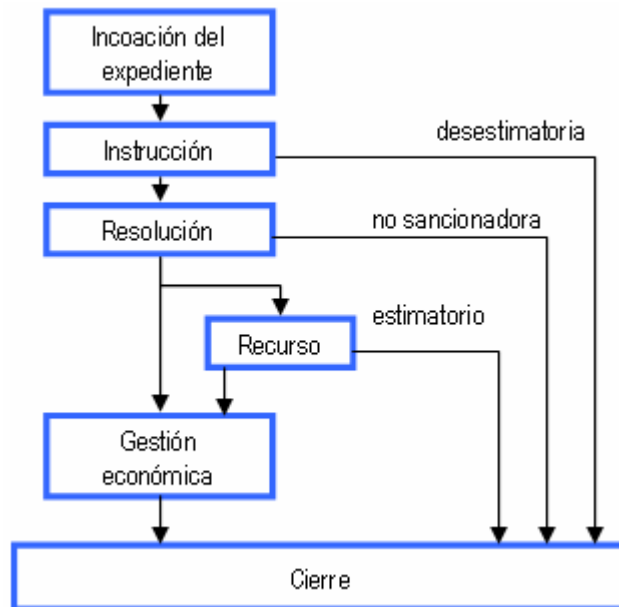 Incoación del
expediente
desestimatoria
Instrucción
no sancionadora
Resolución
estimatorio
Recurso
Gestión
económica
Cierre